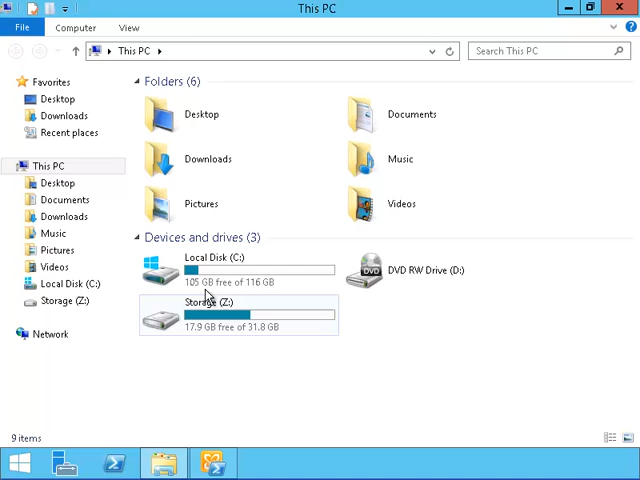 This PC
File
Computer
View
This PC
Search This PC
Favorites
Desktop
Downloads
Recent places
This PC
Desktop
Documents
Downloads
Music
Pictures
Videos
Local Disk (C:)
Storage (Z:)
Network
Folders (6)
Desktop
Documents
Downloads
Music
Pictures
Videos
Devices and drives (3)
Local Disk (C:)
105 GB free of 116 GB
DVD
DVD RW Drive (D:)
Storage (Z:)
17.9 GB free of 31.8 GB
9 items